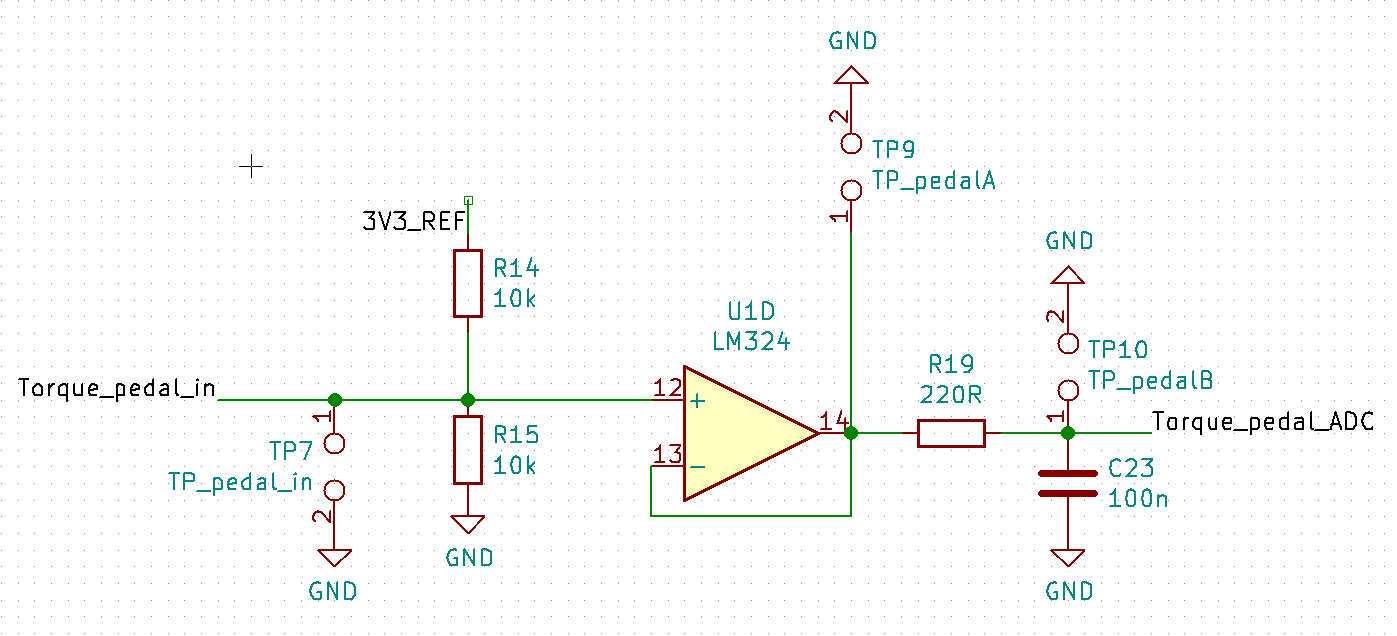 GND
2
TP9
TP_pedalA
1
3V3_REF
GND
R14
10k
2
U1D
LM324
TP10
R19
TP_pedalB
220R
Torque_pedal_in
12
+
1
Torque_pedal_ADC
1
14
TP7
R15
10k
13
-
TP_pedal_in
C23
100n
2
GND
GND
GND